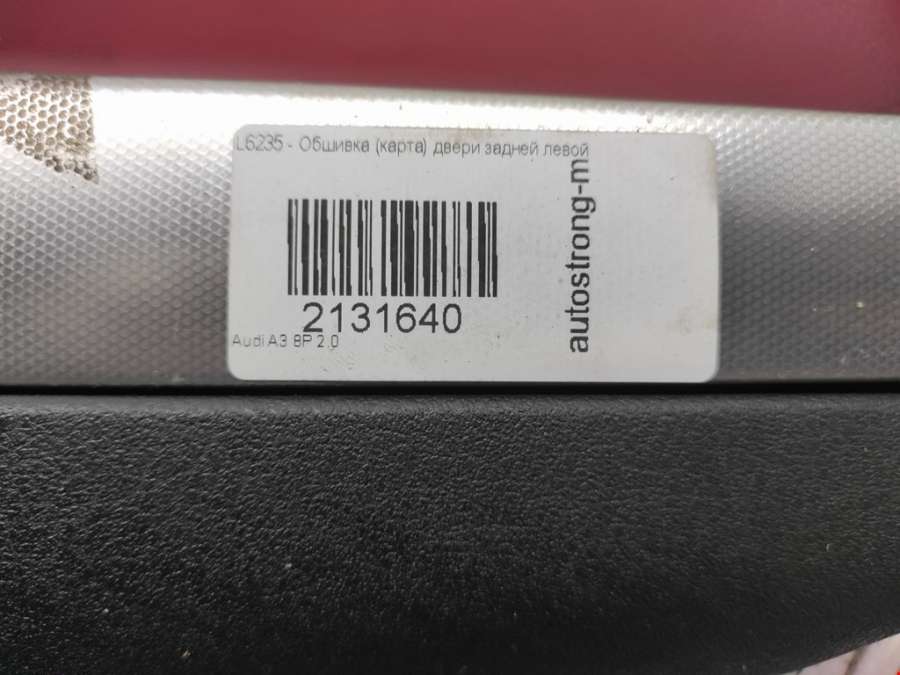 L6235 - Обшивка (карта) двери задней левой
2131640
Audi A3 8P 2.0
autostrong-m